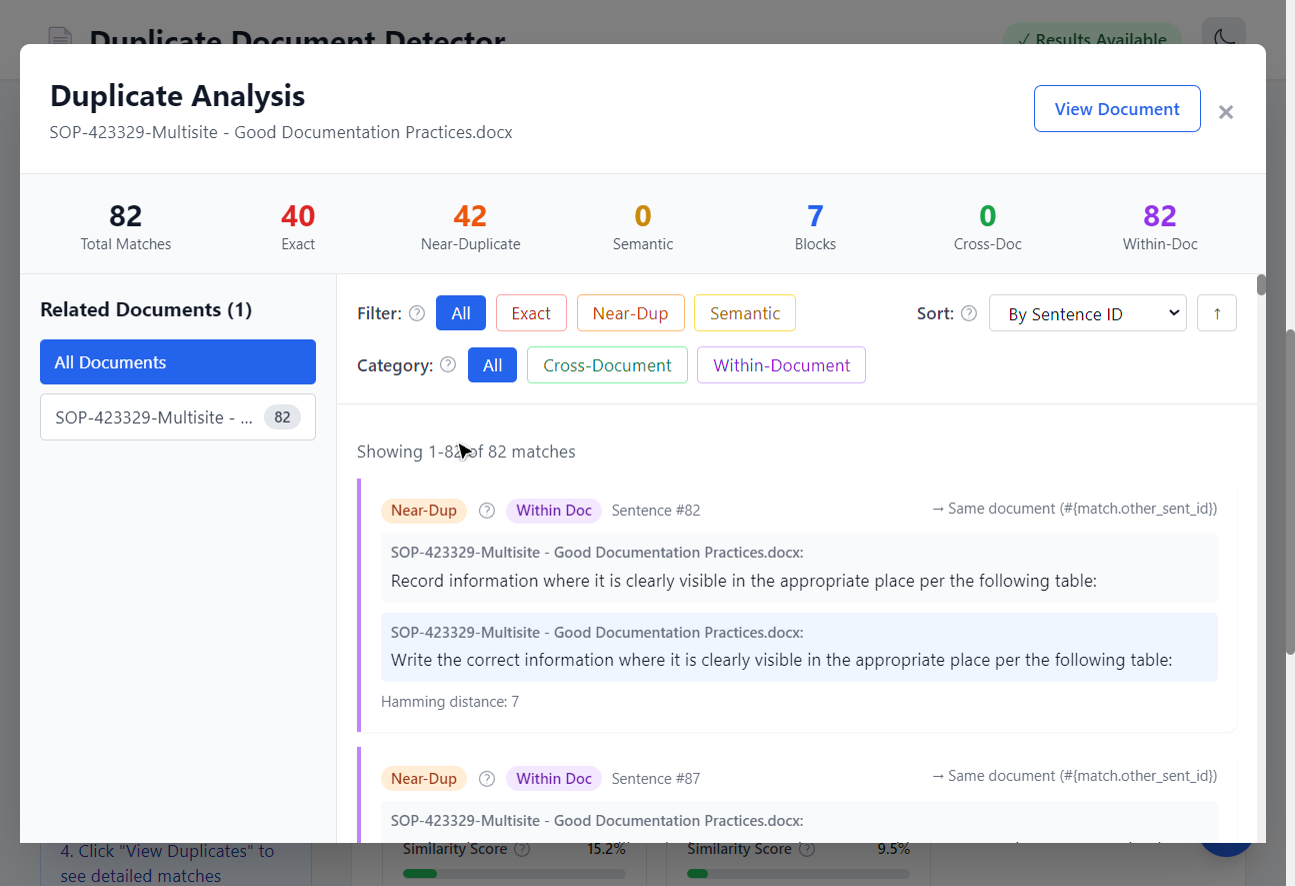 Duplicate Document Detector
✓ Results Available
Duplicate Analysis
SOP-423329-Multisite - Good Documentation Practices.docx
View Document
×
82
Total Matches
40
Exact
42
Near-Duplicate
0
Semantic
7
Blocks
0
Cross-Doc
82
Within-Doc
Related Documents (1)
All Documents
SOP-423329-Multisite - ... 82
Filter: ? All Exact Near-Dup Semantic
Sort: ? By Sentence ID ↑
Category: ? All Cross-Document Within-Document
Showing 1-82 of 82 matches
Near-Dup ? Within Doc Sentence #82 → Same document (#{match.other_sent_id})
SOP-423329-Multisite - Good Documentation Practices.docx:
Record information where it is clearly visible in the appropriate place per the following table:
SOP-423329-Multisite - Good Documentation Practices.docx:
Write the correct information where it is clearly visible in the appropriate place per the following table:
Hamming distance: 7
Near-Dup ? Within Doc Sentence #87 → Same document (#{match.other_sent_id})
SOP-423329-Multisite - Good Documentation Practices.docx:
4. Click "View Duplicates" to
see detailed matches
Similarity Score ? 15.2%
Similarity Score ? 9.5%